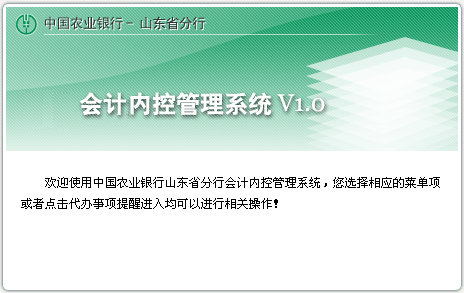 中国农业银行－ 山东省分行
会计内控管理系统 V1.0
欢迎使用中国农业银行山东省分行会计内控管理系统，您选择相应的菜单项
或者点击代办事项提醒进入均可以进行相关操作！